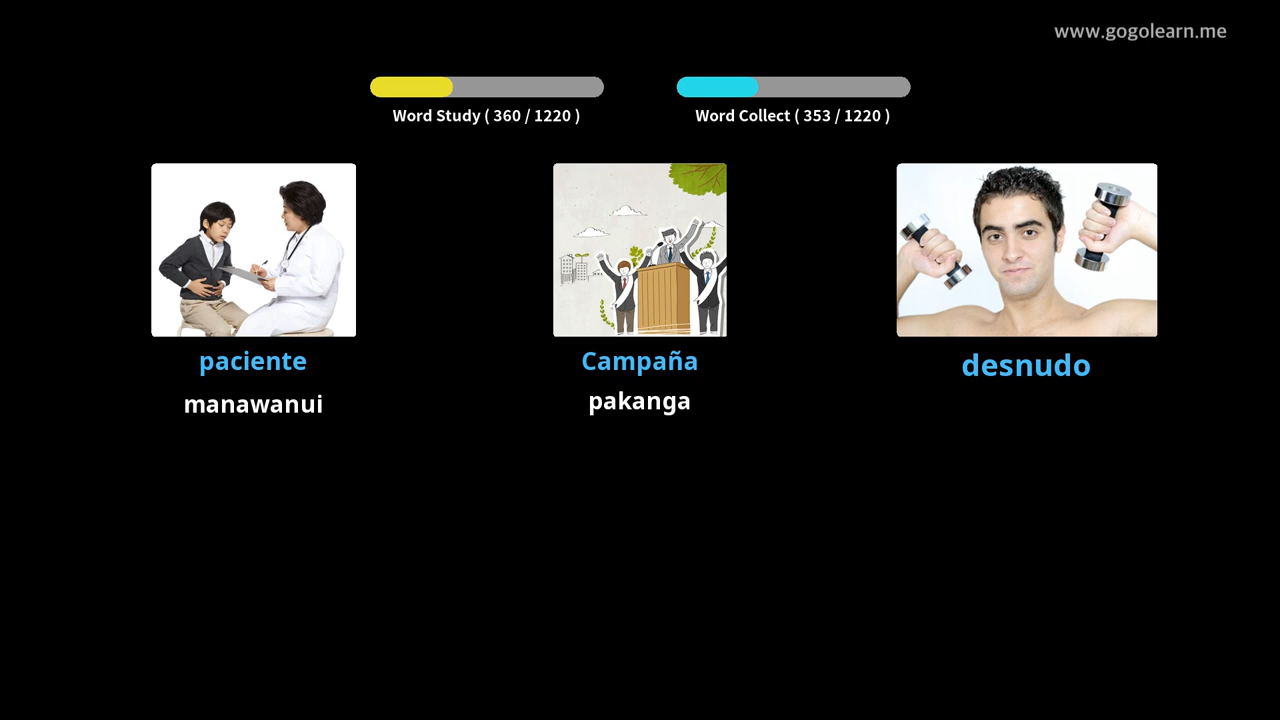 www.gogolearn.me
Word Study ( 360 / 1220 )
Word Collect ( 353 / 1220 )
paciente
manawanui
Campaña
pakanga
desnudo